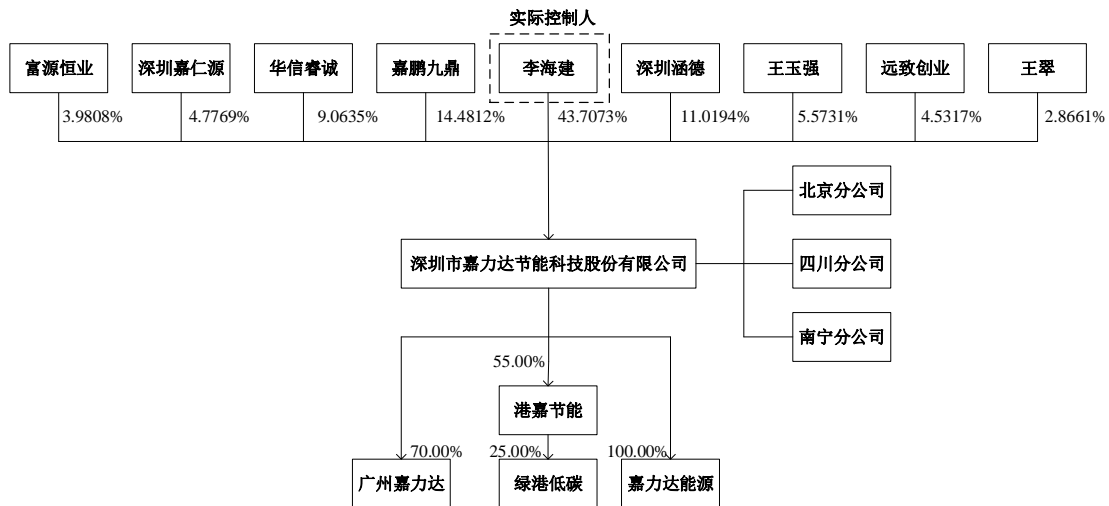 实际控制人
富源恒业
深圳嘉仁源
华信睿诚
嘉鹏九鼎
李海建
深圳涵德
王玉强
远致创业
王翠
3.9808%
4.7769%
9.0635%
14.4812%
43.7073%
11.0194%
5.5731%
4.5317%
2.8661%
北京分公司
深圳市嘉力达节能科技股份有限公司
四川分公司
南宁分公司
55.00%
港嘉节能
70.00%
25.00%
100.00%
广州嘉力达
绿港低碳
嘉力达能源